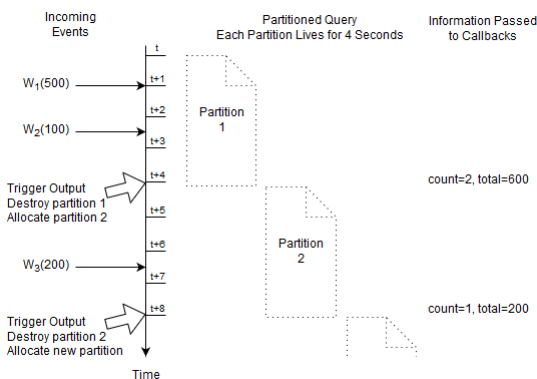 Incoming
Events
Partitioned Query
Each Partition Lives for 4 Seconds
Information Passed
to Callbacks
t
W1(500)
t+1
t+2
Partition
1
W2(100)
t+3
t+4
count=2, total=600
Trigger Output
Destroy partition 1
Allocate partition 2
t+5
t+6
Partition
2
W3(200)
t+7
t+8
count=1, total=200
Trigger Output
Destroy partition 2
Allocate new partition
Time